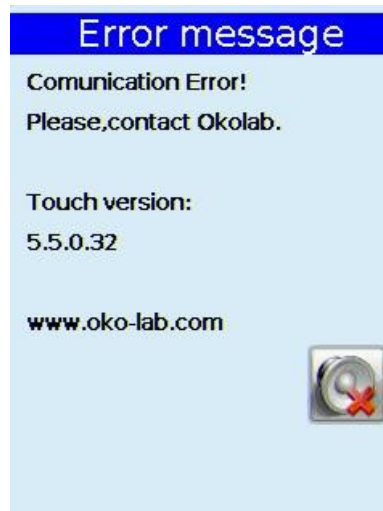 Error message
Comunication Error!
Please,contact Okolab.
Touch version:
5.5.0.32
www.oko-lab.com